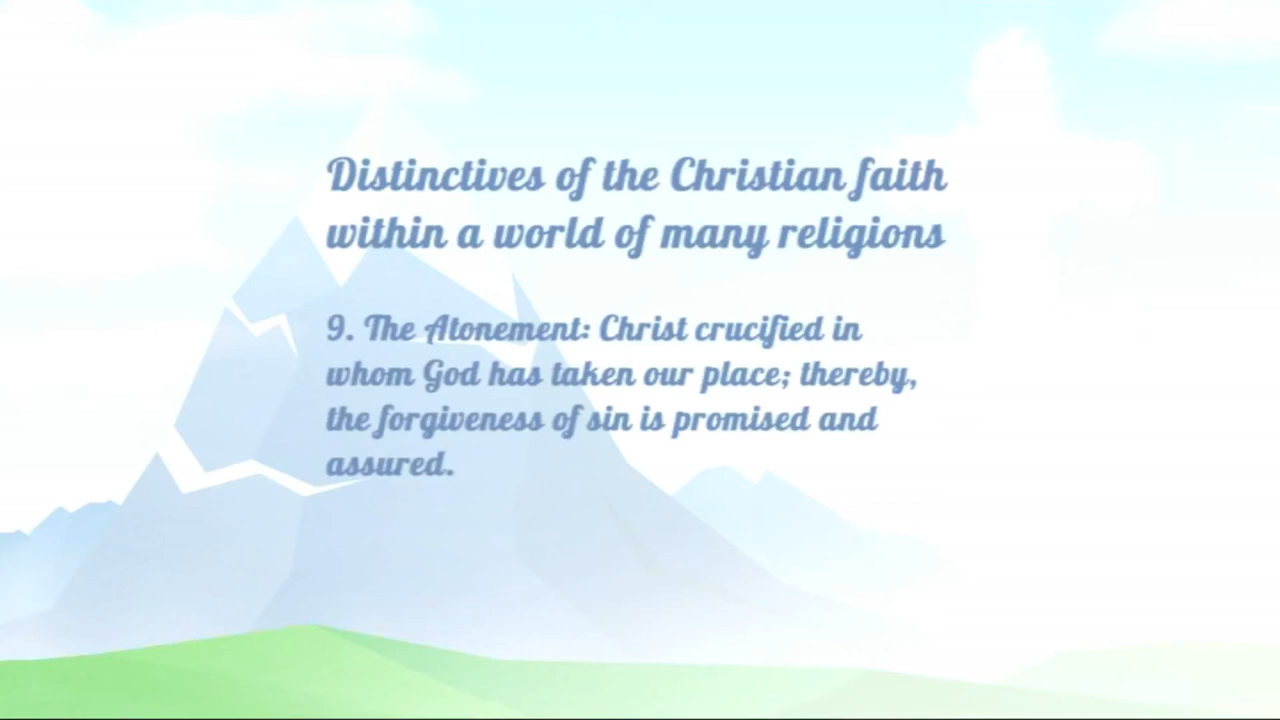 Distinctives of the Christian faith
within a world of many religions
9. The Atonement: Christ crucified in
whom God has taken our place; thereby,
the forgiveness of sin is promised and
assured.